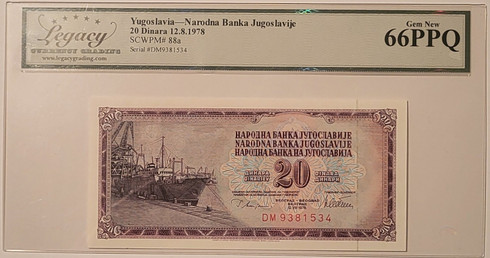 Legacy
CURRENCY GRADING
www.legacygrading.com
Yugoslavia—Narodna Banka Jugoslavije
20 Dinara 12.8.1978
SCWPM# 88a
Serial #DM9381534
Gem New
66PPQ
20
НАРОДНА БАНКА ЈУГОСЛАВИЈЕ
NARODNA BANKA JUGOSLAVIJE
НАРОДНА БАНКА НА ЈУГОСЛАВИЈА
20
DM 9381534